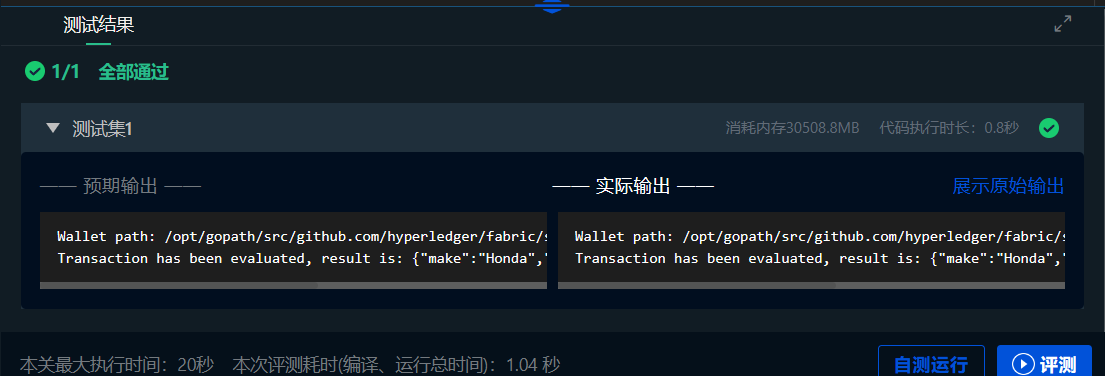 测试结果
1/1 全部通过
测试集1 消耗内存30508.8MB 代码执行时长：0.8秒
—— 预期输出 —— —— 实际输出 —— 展示原始输出
Wallet path: /opt/gopath/src/github.com/hyperledger/fabric/s Wallet path: /opt/gopath/src/github.com/hyperledger/fabric/s
Transaction has been evaluated, result is: {"make":"Honda"," Transaction has been evaluated, result is: {"make":"Honda","
本关最大执行时间：20秒 本次评测耗时(编译、运行总时间)：1.04 秒 自测运行 评测